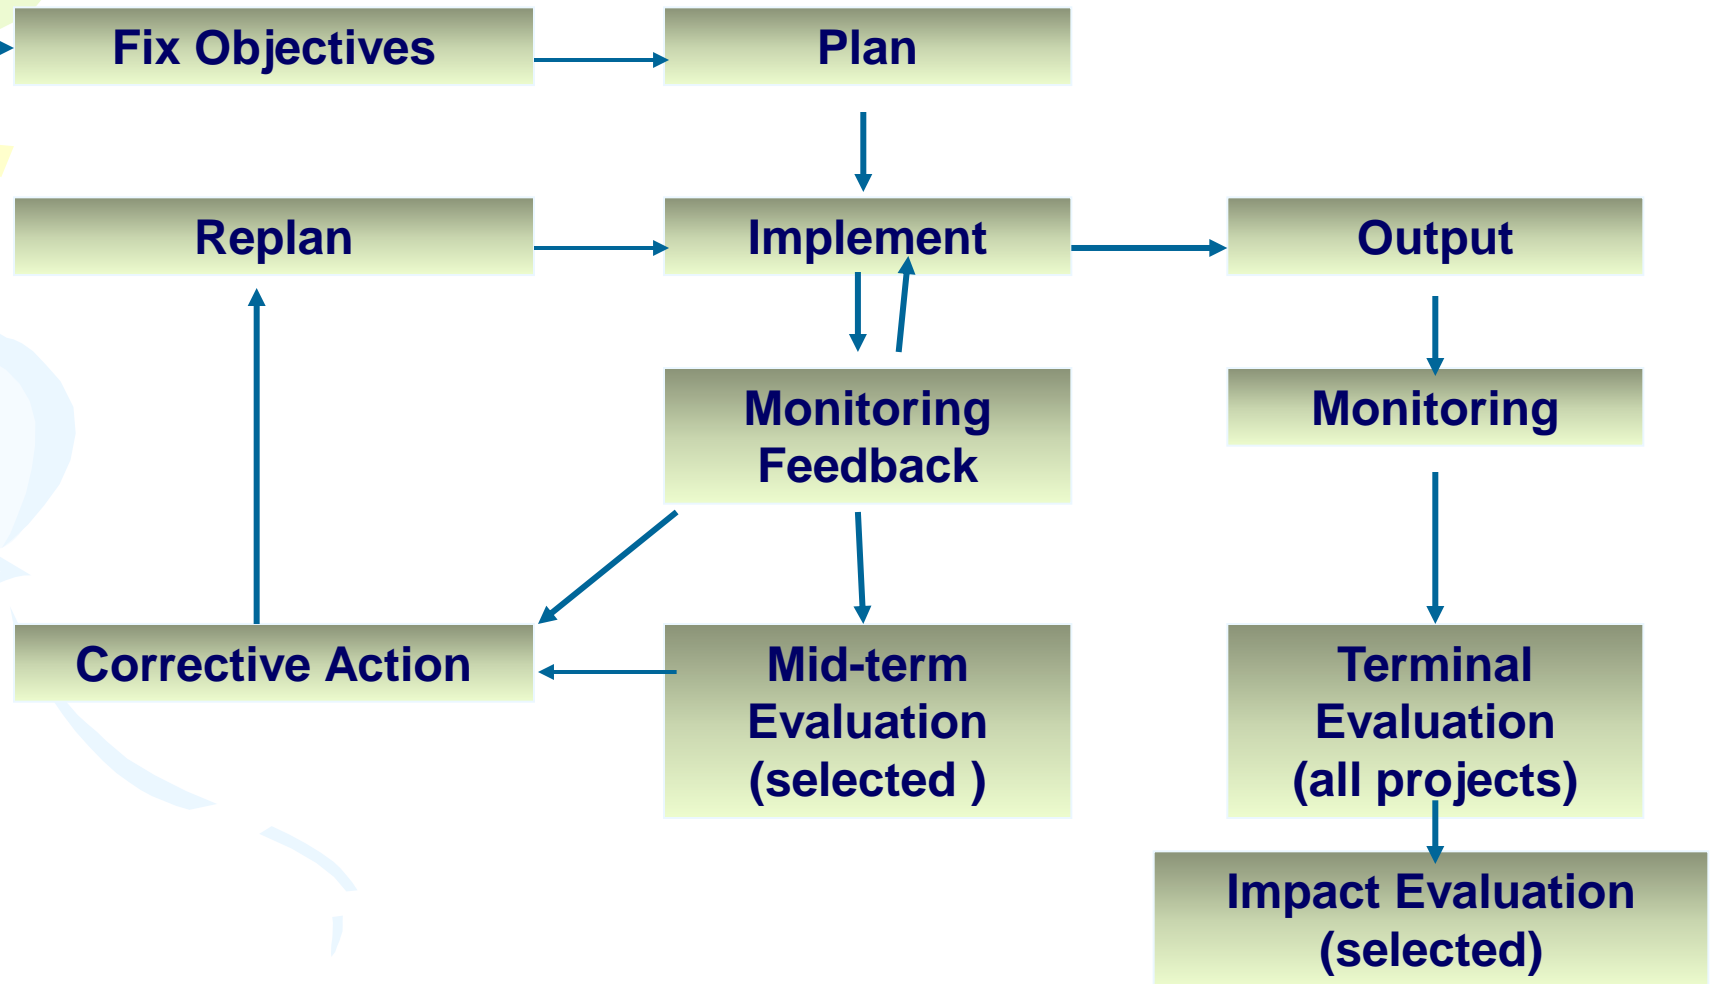 Fix Objectives
Plan
Replan
Implement
Output
Monitoring
Feedback
Monitoring
Corrective Action
Mid-term
Evaluation
(selected )
Terminal
Evaluation
(all projects)
Impact Evaluation
(selected)